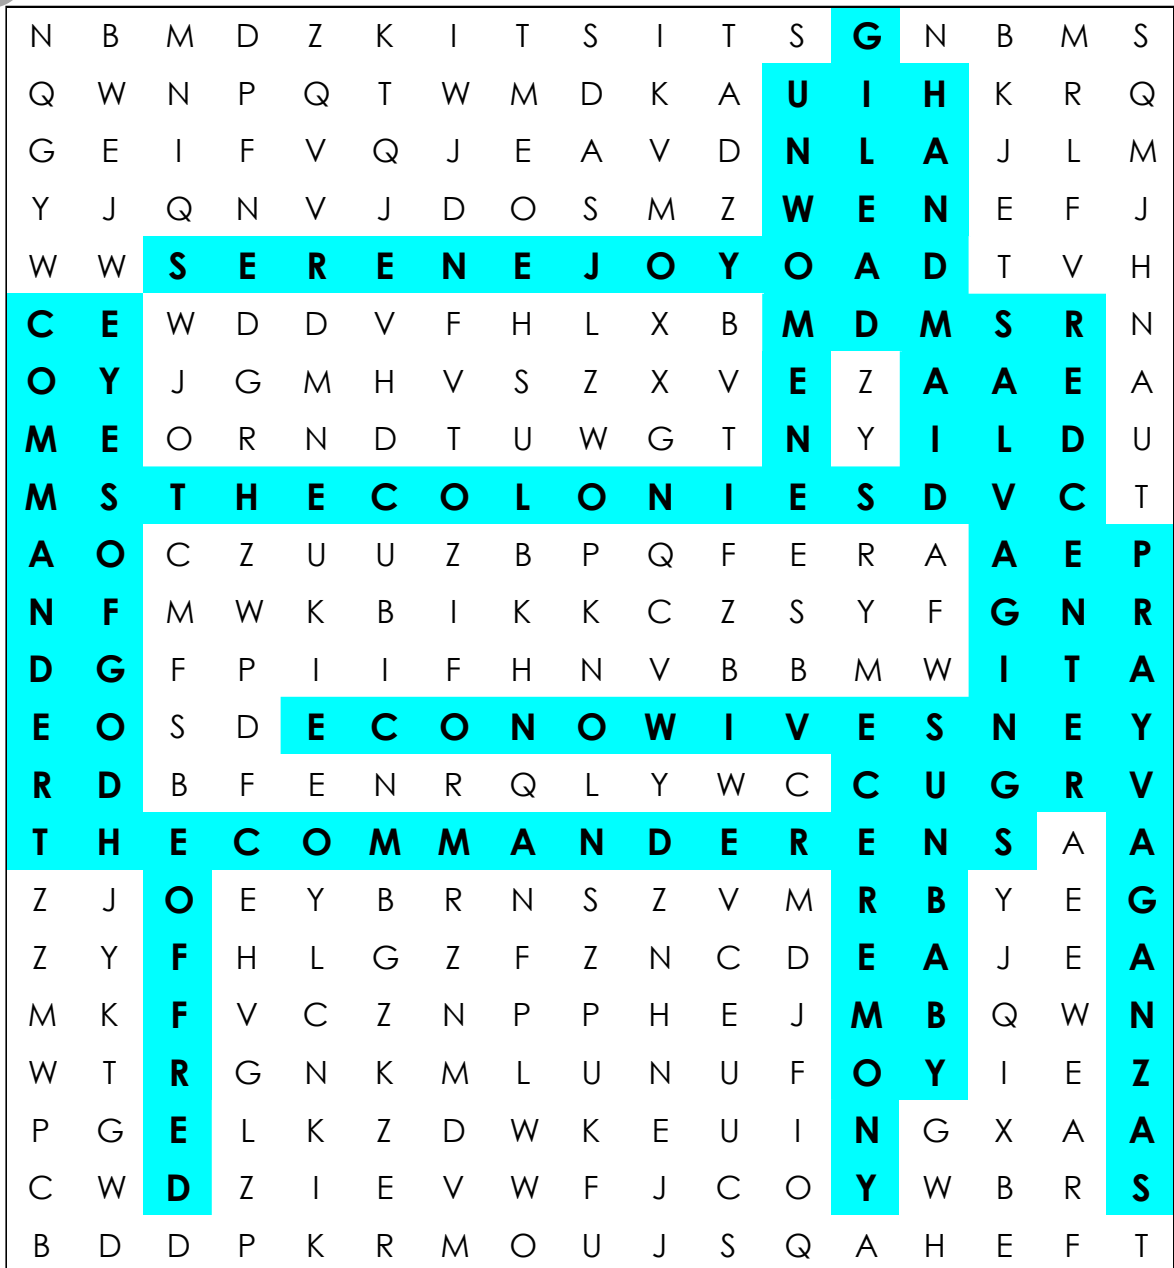 N B M D Z K I T S I T S G N B M S
Q W N P Q T W M D K A U I H K R Q
G E I F V Q J E A V D N L A J L M
Y J Q N V J D O S M Z W E N E F J
W W S E R E N E J O Y O A D T V H
C E W D D V F H L X B M D M S R N
O Y J G M H V S Z X V E Z A A E A
M E O R N D T U W G T N Y I L D U
M S T H E C O L O N I E S D V C T
A O C Z U U Z B P Q F E R A A E P
N F M W K B I K K C Z S Y F G N R
D G F P I I F H N V B B M W I T A
E O S D E C O N O W I V E S N E Y
R D B F E N R Q L Y W C C U G R V
T H E C O M M A N D E R E N S A A
Z J O E Y B R N S Z V M R B Y E G
Z Y F H L G Z F Z N C D E A J E A
M K F V C Z N P P H E J M B Q W N
W T R G N K M L U N U F O Y I E Z
P G E L K Z D W K E U I N G X A A
C W D Z I E V W F J C O Y W B R S
B D D P K R M O U J S Q A H E F T